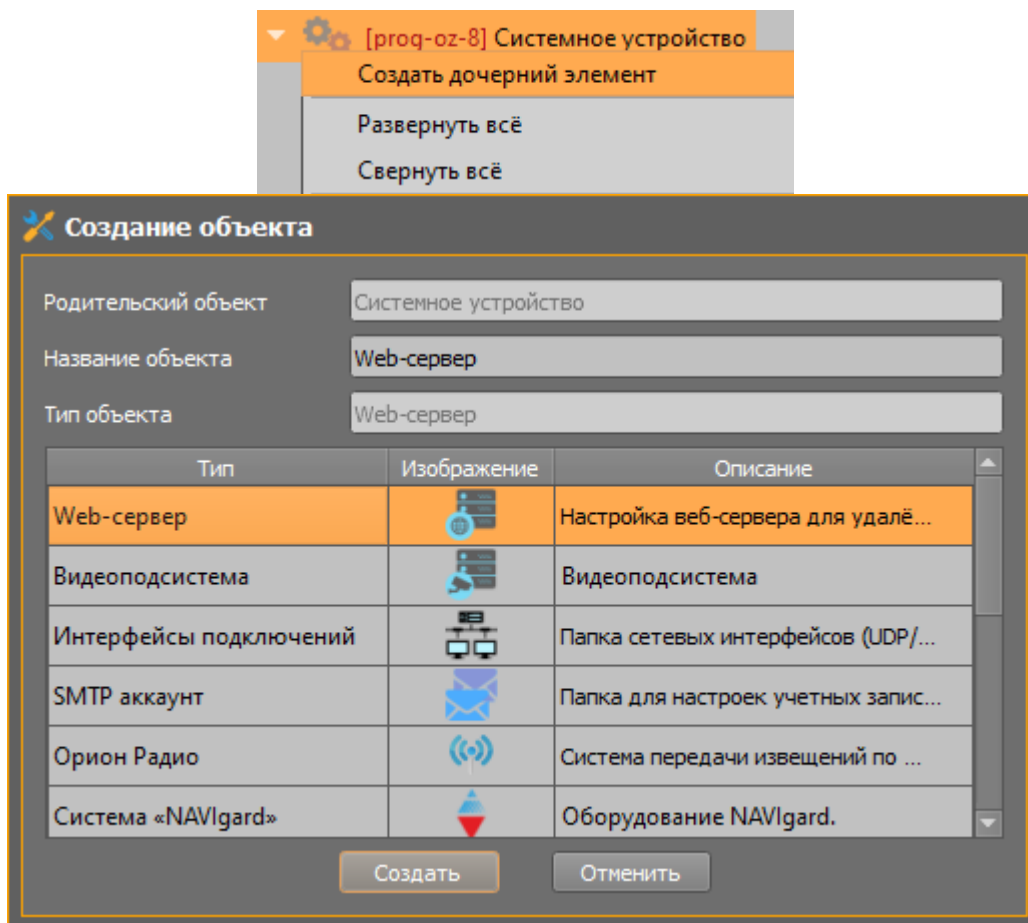 [prog-oz-8] Системное устройство
Создать дочерний элемент
Развернуть всё
Свернуть всё
Создание объекта
Родительский объект Системное устройство
Название объекта Web-сервер
Тип объекта Web-сервер
Тип Изображение Описание
Web-сервер Настройка веб-сервера для удалё...
Видеоподсистема Видеоподсистема
Интерфейсы подключений Папка сетевых интерфейсов (UDP/...
SMTP аккаунт Папка для настроек учетных запис...
Орион Радио Система передачи извещений по ...
Система «NAVIgard» Оборудование NAVIgard.
Создать Отменить